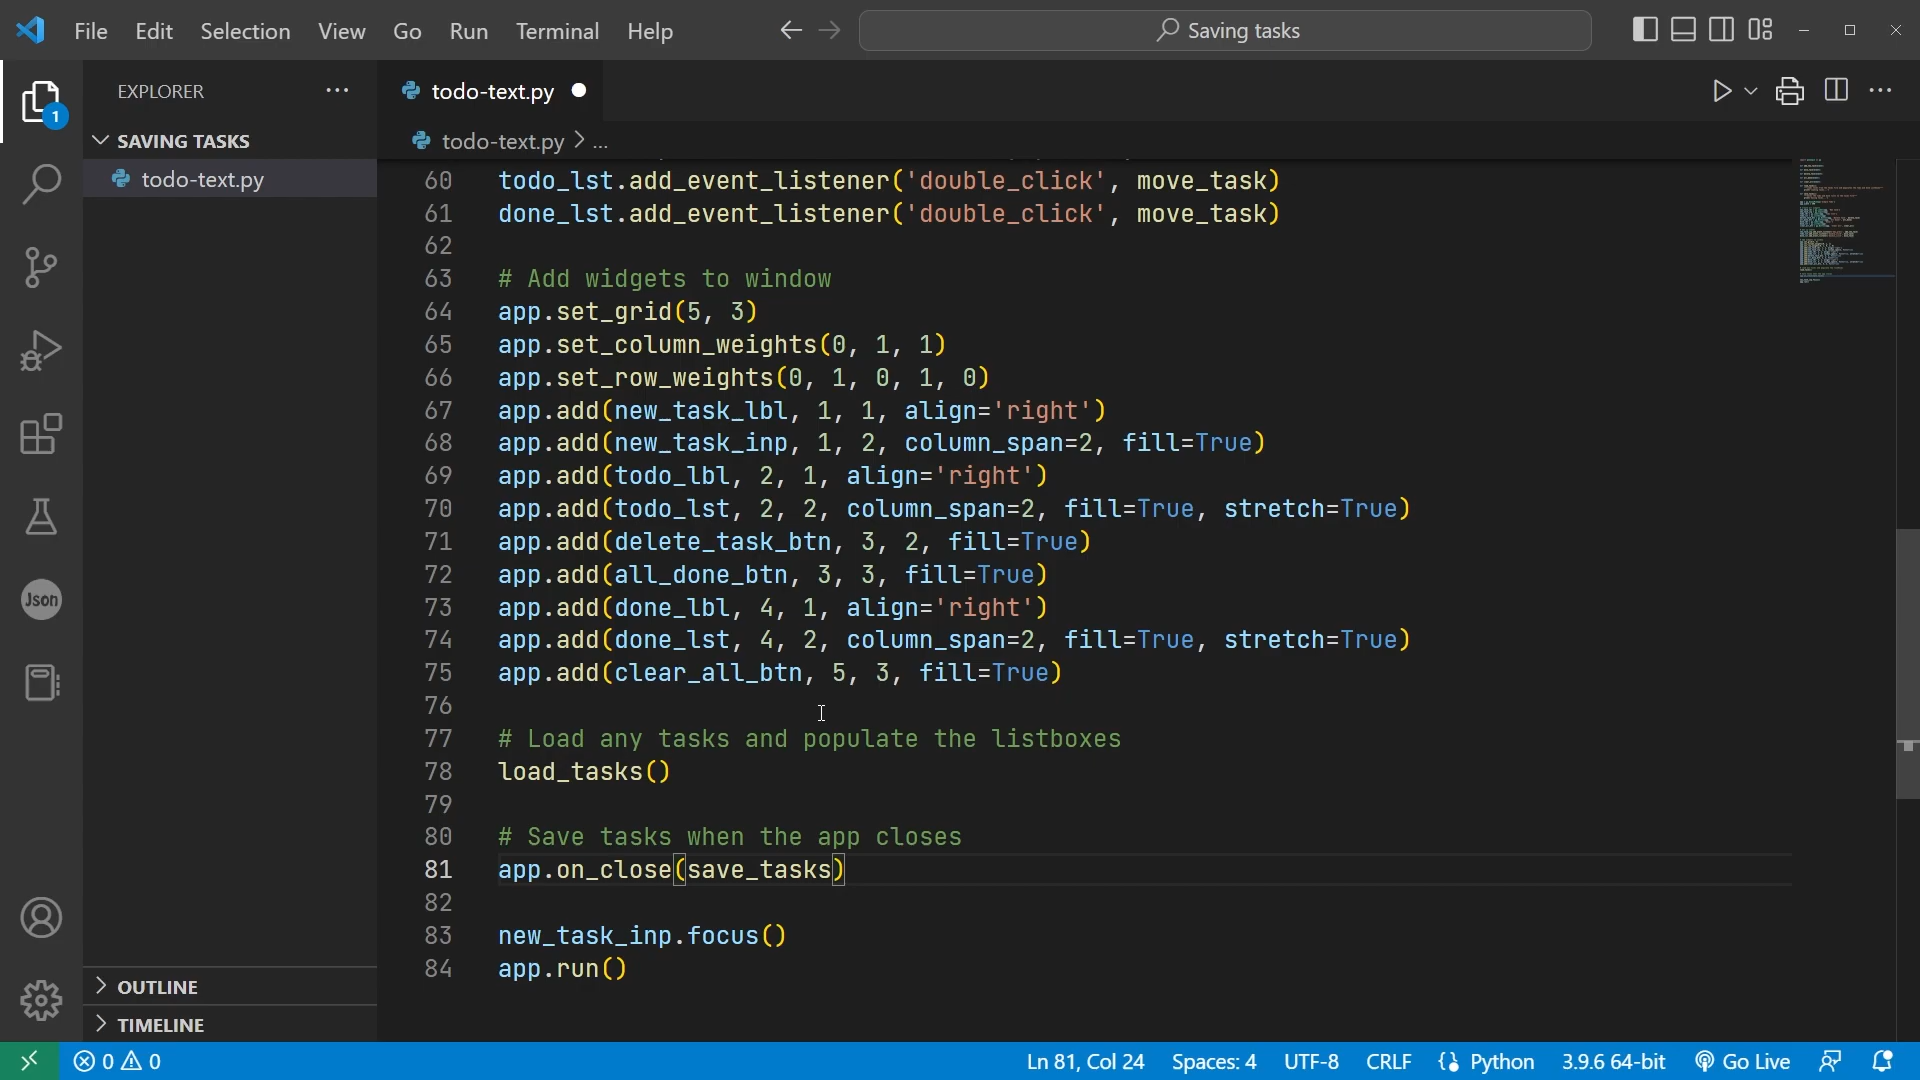 File Edit Selection View Go Run Terminal Help
Saving tasks
EXPLORER
todo-text.py
1
SAVING TASKS
todo-text.py > ...
todo-text.py
60 todo_lst.add_event_listener('double_click', move_task)
61 done_lst.add_event_listener('double_click', move_task)
62
63 # Add widgets to window
64 app.set_grid(5, 3)
65 app.set_column_weights(0, 1, 1)
66 app.set_row_weights(0, 1, 0, 1, 0)
67 app.add(new_task_lbl, 1, 1, align='right')
68 app.add(new_task_inp, 1, 2, column_span=2, fill=True)
69 app.add(todo_lbl, 2, 1, align='right')
70 app.add(todo_lst, 2, 2, column_span=2, fill=True, stretch=True)
71 app.add(delete_task_btn, 3, 2, fill=True)
72 app.add(all_done_btn, 3, 3, fill=True)
73 app.add(done_lbl, 4, 1, align='right')
74 app.add(done_lst, 4, 2, column_span=2, fill=True, stretch=True)
75 app.add(clear_all_btn, 5, 3, fill=True)
76
77 # Load any tasks and populate the listboxes
78 load_tasks()
79
80 # Save tasks when the app closes
81 app.on_close(save_tasks)
82
83 new_task_inp.focus()
84 app.run()
Json
OUTLINE
TIMELINE
0 0
Ln 81, Col 24 Spaces: 4 UTF-8 CRLF Python 3.9.6 64-bit Go Live